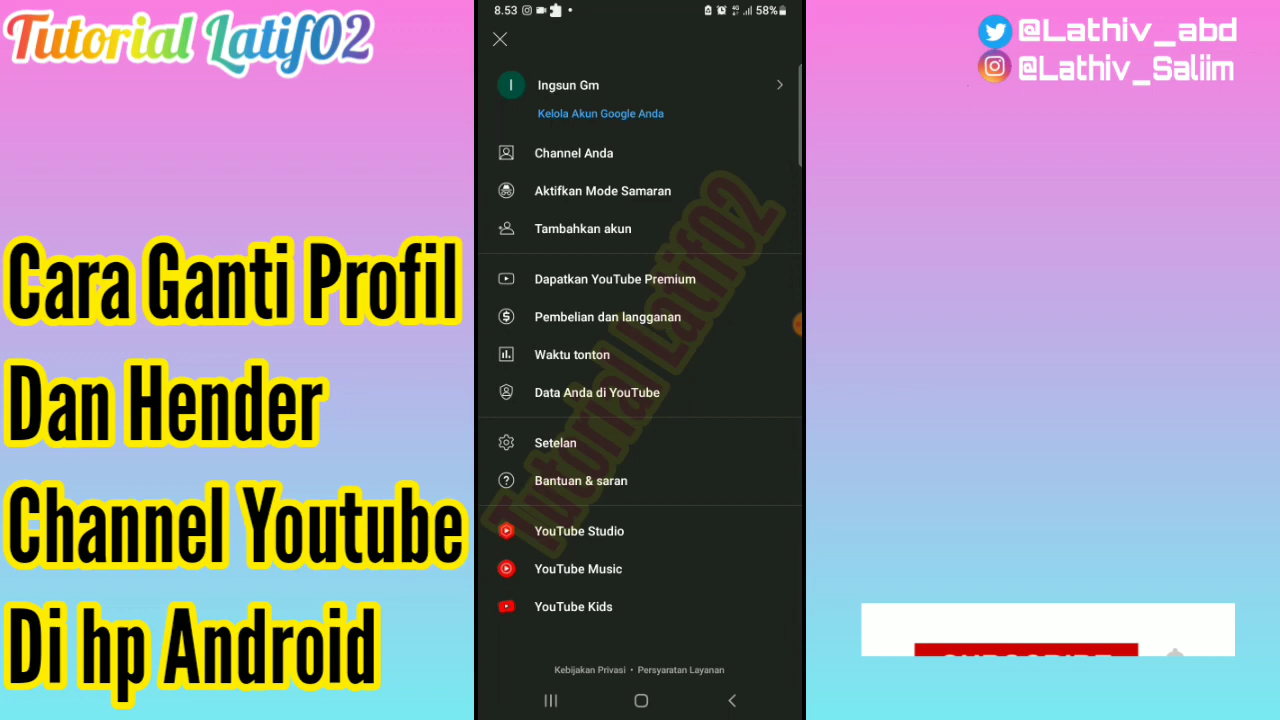 Tutorial Latif02
@Lathiv_abd
@Lathiv_Saliim
Cara Ganti Profil
Dan Hender
Channel Youtube
Di hp Android
8.53
58%
I
Ingsun Gm
Kelola Akun Google Anda
Channel Anda
Aktifkan Mode Samaran
Tambahkan akun
Dapatkan YouTube Premium
Pembelian dan langganan
Waktu tonton
Data Anda di YouTube
Setelan
Bantuan & saran
YouTube Studio
YouTube Music
YouTube Kids
Kebijakan Privasi • Persyaratan Layanan
Tutorial Latif02